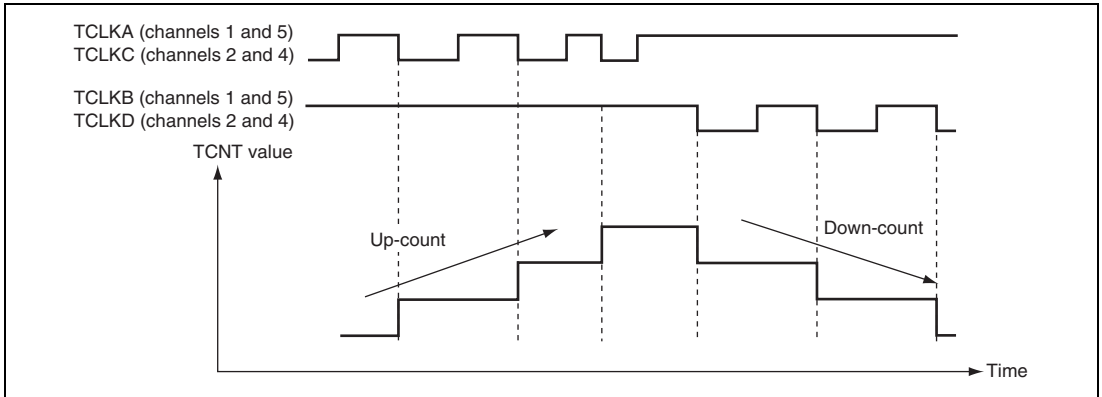 TCLKA (channels 1 and 5)
TCLKC (channels 2 and 4)
TCLKB (channels 1 and 5)
TCLKD (channels 2 and 4)
TCNT value
Up-count
Down-count
Time